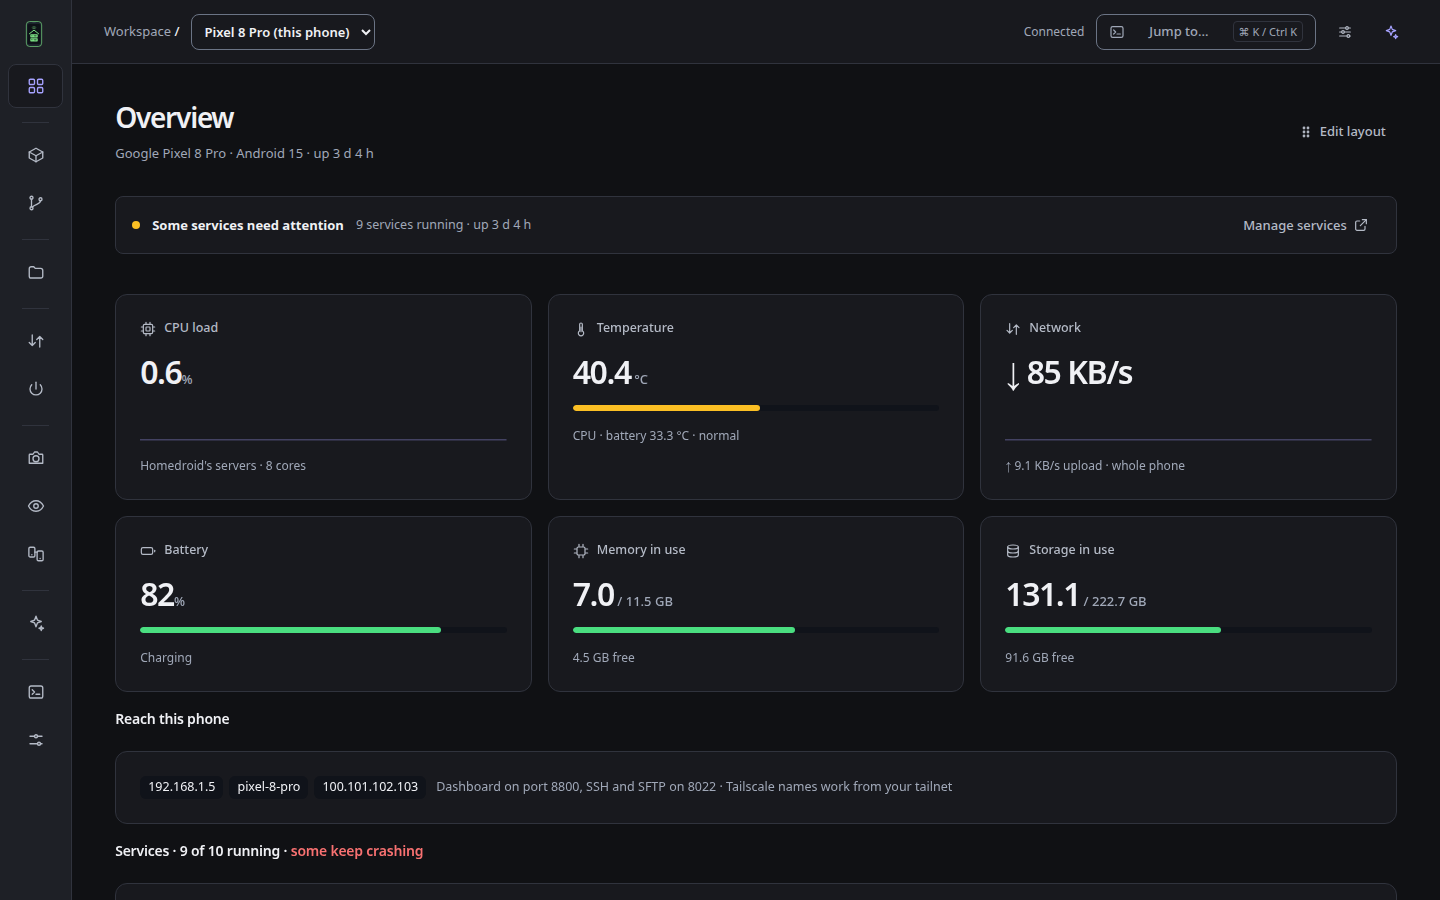 Workspace / Pixel 8 Pro (this phone)
Connected
Jump to... ⌘ K / Ctrl K
Overview
Google Pixel 8 Pro · Android 15 · up 3 d 4 h
Edit layout
Some services need attention 9 services running · up 3 d 4 h
Manage services
CPU load
0.6%
Homedroid's servers · 8 cores
Temperature
40.4 °C
CPU · battery 33.3 °C · normal
Network
↓ 85 KB/s
↑ 9.1 KB/s upload · whole phone
Battery
82%
Charging
Memory in use
7.0 / 11.5 GB
4.5 GB free
Storage in use
131.1 / 222.7 GB
91.6 GB free
Reach this phone
192.168.1.5 pixel-8-pro 100.101.102.103 Dashboard on port 8800, SSH and SFTP on 8022 · Tailscale names work from your tailnet
Services · 9 of 10 running · some keep crashing